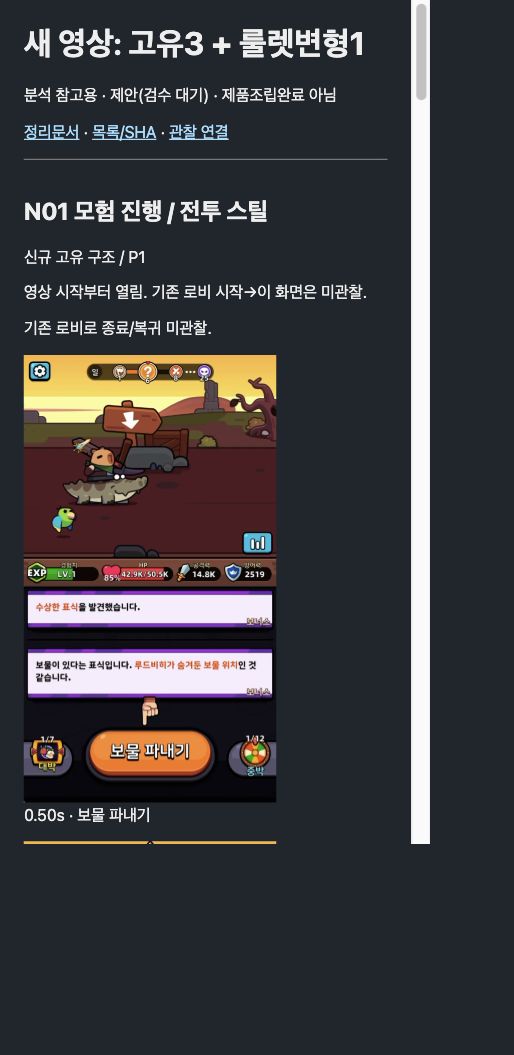 새 영상: 고유3 + 룰렛변형1
분석 참고용 · 제안(검수 대기) · 제품조립완료 아님
정리문서 · 목록/SHA · 관찰 연결
N01 모험 진행 / 전투 스틸
신규 고유 구조 / P1
영상 시작부터 열림. 기존 로비 시작→이 화면은 미관찰.
기존 로비로 종료/복귀 미관찰.
일
?
EXP LV.1
85%
HP
42.9K/50.5K
공격력
14.8K
방어력
2519
수상한 표식을 발견했습니다.
보너스
보물이 있다는 표식입니다. 루드비히가 숨겨둔 보물 위치인 것
같습니다.
보너스
1/7
대박
보물 파내기
1/12
중박
0.50s · 보물 파내기